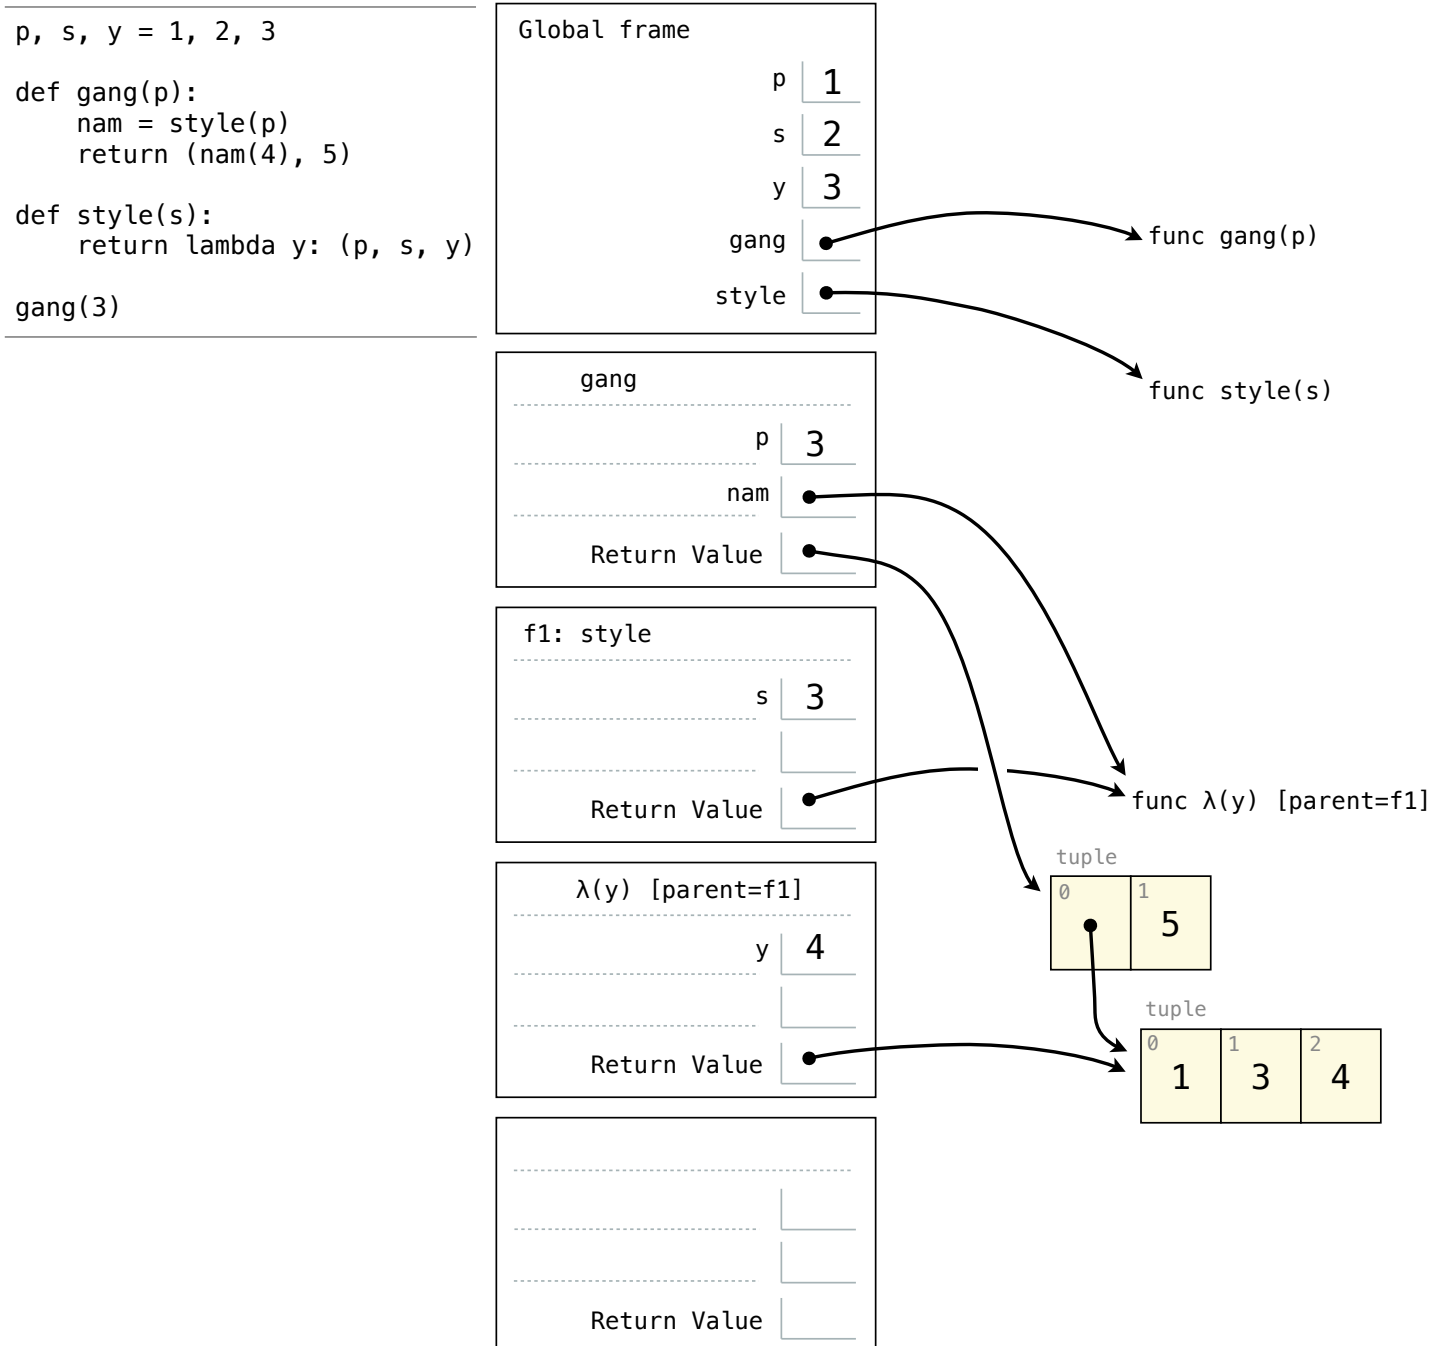 p, s, y = 1, 2, 3
def gang(p):
    nam = style(p)
    return (nam(4), 5)
def style(s):
    return lambda y: (p, s, y)
gang(3)
Global frame
p 1
s 2
y 3
gang
style
func gang(p)
func style(s)
gang
p 3
nam
Return Value
f1: style
s 3
Return Value
func λ(y) [parent=f1]
λ(y) [parent=f1]
y 4
Return Value
tuple
0 1
5
tuple
0 1 2
1 3 4
Return Value